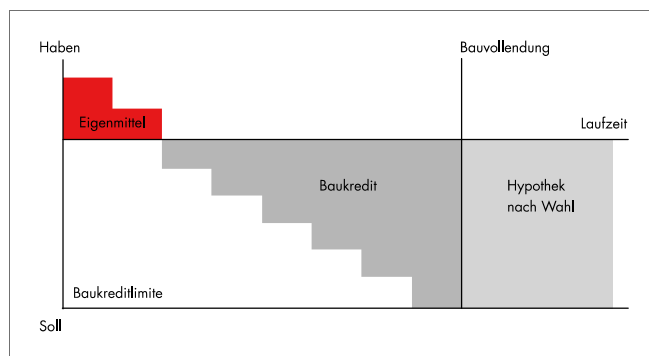 Haben
Bauvollendung
Eigenmittel
Laufzeit
Baukredit
Hypothek
nach Wahl
Baukreditlimite
Soll